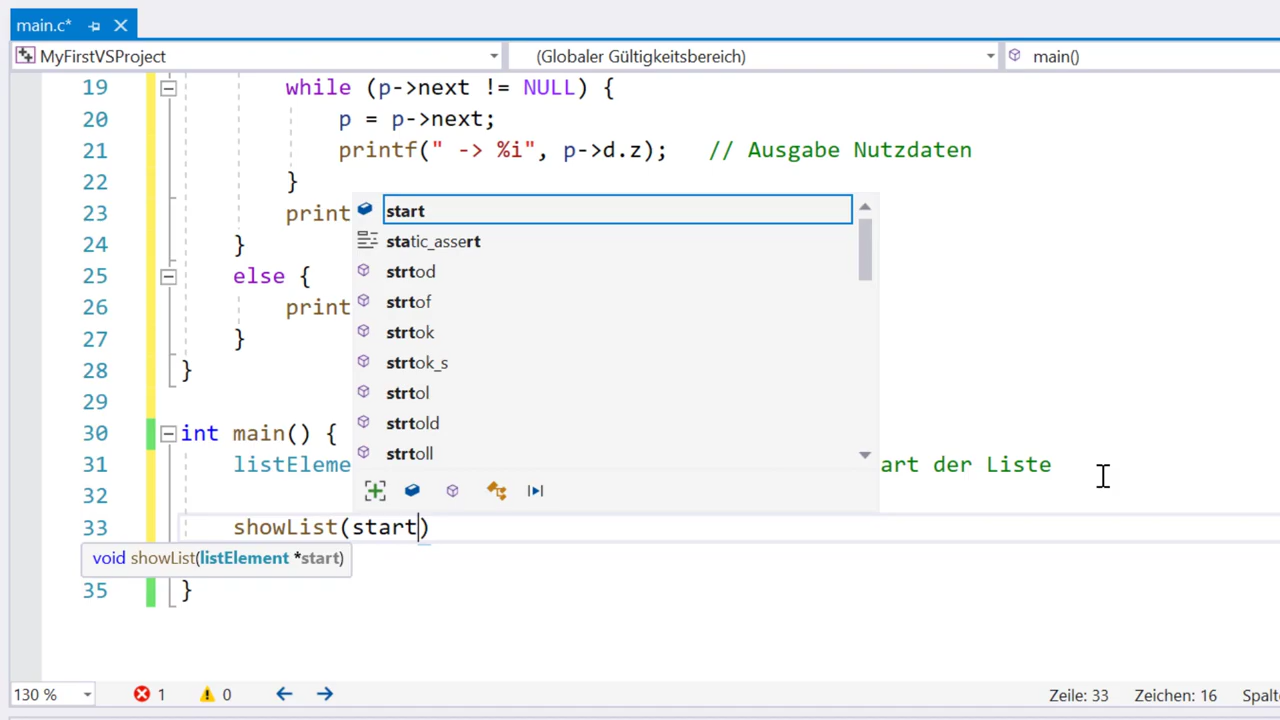 main.c*
MyFirstVSProject
(Globaler Gültigkeitsbereich)
main()
19 while (p->next != NULL) {
20 p = p->next;
21 printf(" -> %i", p->d.z); // Ausgabe Nutzdaten
22 }
23 print
24 }
25 else {
26 print
27 }
28 }
29
30 int main() {
31 listEleme art der Liste
32
33 showList(start)
35 }
start
static_assert
strtod
strtof
strtok
strtok_s
strtol
strtold
strtoll
void showList(listElement *start)
130 %
1
0
Zeile: 33
Zeichen: 16
Spalt